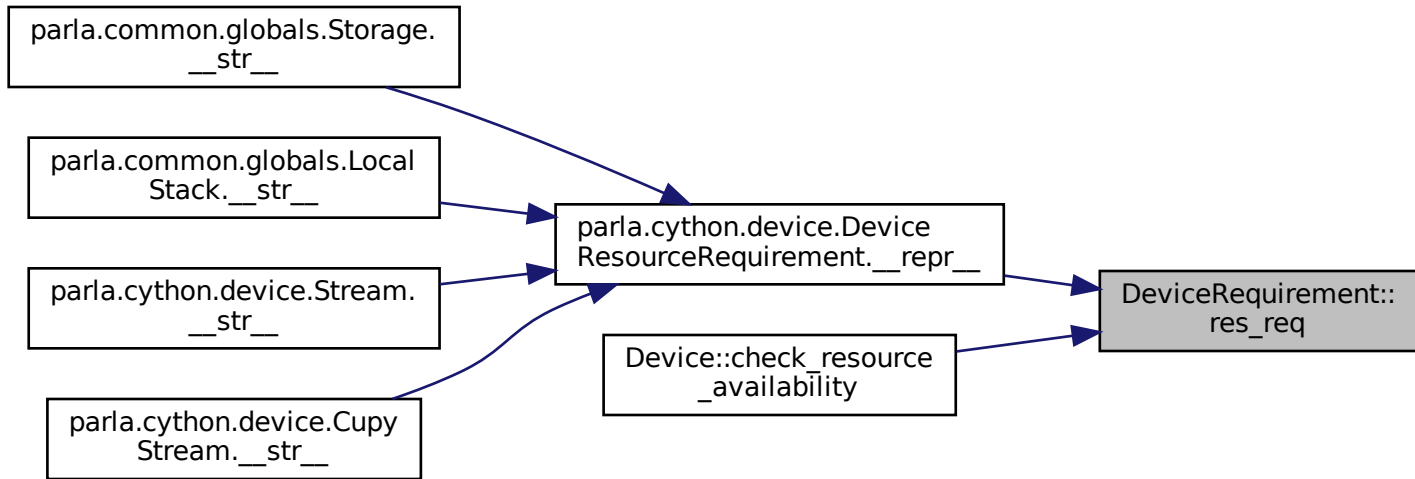 parla.common.globals.Storage.
__str__
parla.common.globals.Local
Stack.__str__
parla.cython.device.Stream.
__str__
parla.cython.device.Cupy
Stream.__str__
parla.cython.device.Device
ResourceRequirement.__repr__
Device::check_resource
_availability
DeviceRequirement::
res_req